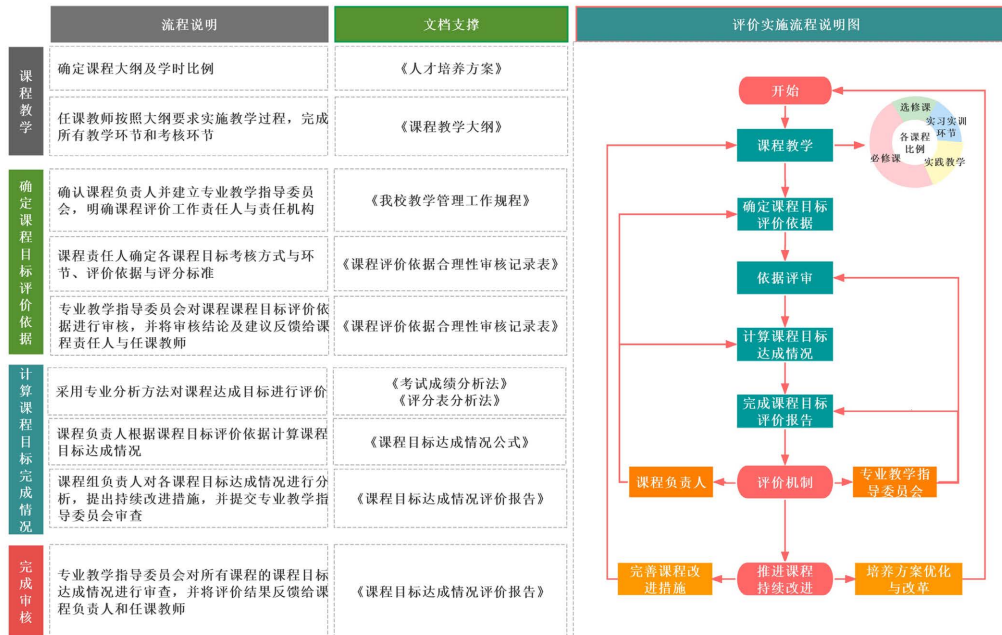 流程说明
文档支撑
评价实施流程说明图
课程教学
确定课程大纲及学时比例
《人才培养方案》
任课教师按照大纲要求实施教学过程，完成
所有教学环节和考核环节
《课程教学大纲》
确定课程目标评价依据
确认课程负责人并建立专业教学指导委员
会，明确课程评价工作责任人与责任机构
《我校教学管理工作规程》
课程责任人确定各课程目标考核方式与环
节、评价依据与评分标准
《课程评价依据合理性审核记录表》
专业教学指导委员会对课程课程目标评价依
据进行审核，并将审核结论及建议反馈给课
程责任人与任课教师
《课程评价依据合理性审核记录表》
计算课程目标完成情况
采用专业分析方法对课程达成目标进行评价
《考试成绩分析法》
《评分表分析法》
课程负责人根据课程目标评价依据计算课程
目标达成情况
《课程目标达成情况公式》
课程组负责人对各课程目标达成情况进行分
析，提出持续改进措施，并提交专业教学指
导委员会审查
《课程目标达成情况评价报告》
完成审核
专业教学指导委员会对所有课程的课程目标
达成情况进行审查，并将评价结果反馈给课
程负责人和任课教师
《课程目标达成情况评价报告》
开始
课程教学
选修课
实习实训
环节
各课程
比例
必修课
实践教学
确定课程目标
评价依据
依据评审
计算课程目标
达成情况
完成课程目标
评价报告
课程负责人
评价机制
专业教学指
导委员会
完善课程改
进措施
推进课程
持续改进
培养方案优化
与改革